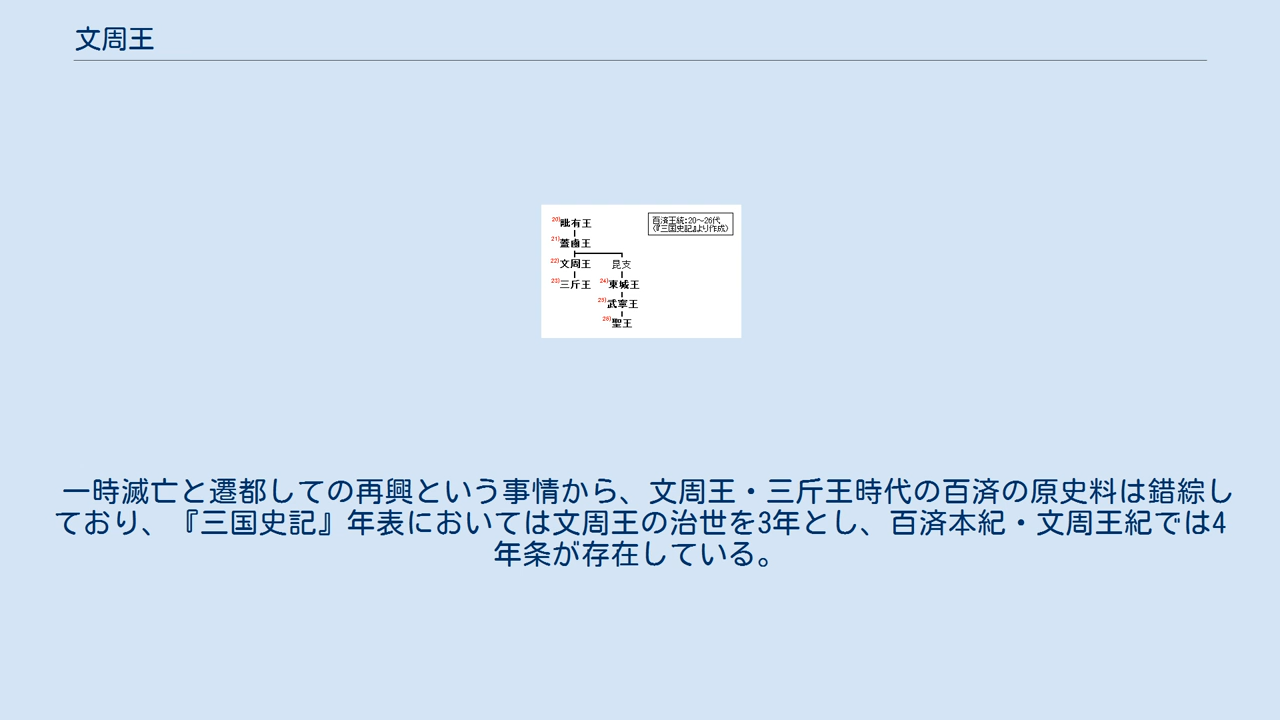 文周王
20)毗有王
百済王統:20〜26代
(『三国史記』より作成)
21)蓋鹵王
22)文周王 昆支
23)三斤王 24)東城王
25)武寧王
26)聖王
一時滅亡と遷都しての再興という事情から、文周王・三斤王時代の百済の原史料は錯綜し
ており、『三国史記』年表においては文周王の治世を3年とし、百済本紀・文周王紀では4
年条が存在している。